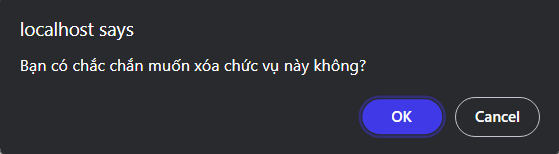 localhost says
Bạn có chắc chắn muốn xóa chức vụ này không?
OK
Cancel